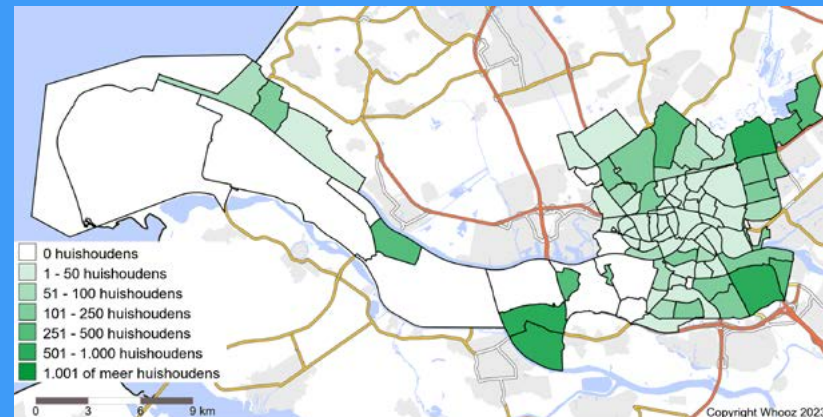 0 huishoudens
1 - 50 huishoudens
51 - 100 huishoudens
101 - 250 huishoudens
251 - 500 huishoudens
501 - 1.000 huishoudens
1.001 of meer huishoudens
0 3 6 9 km
Copyright Whooz